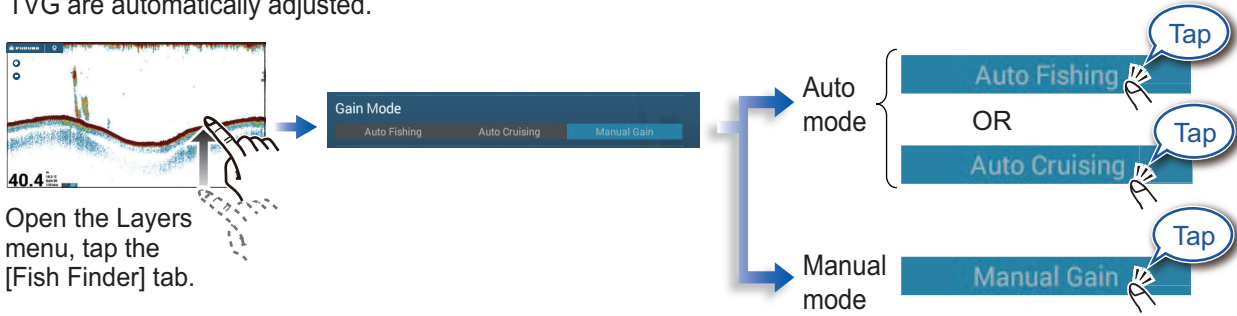 TVG are automatically adjusted.
FURUNO
40.4
Open the Layers
menu, tap the
[Fish Finder] tab.
Gain Mode
Auto Fishing Auto Cruising Manual Gain
Auto
mode
Auto Fishing
Tap
OR
Auto Cruising
Tap
Manual
mode
Manual Gain
Tap